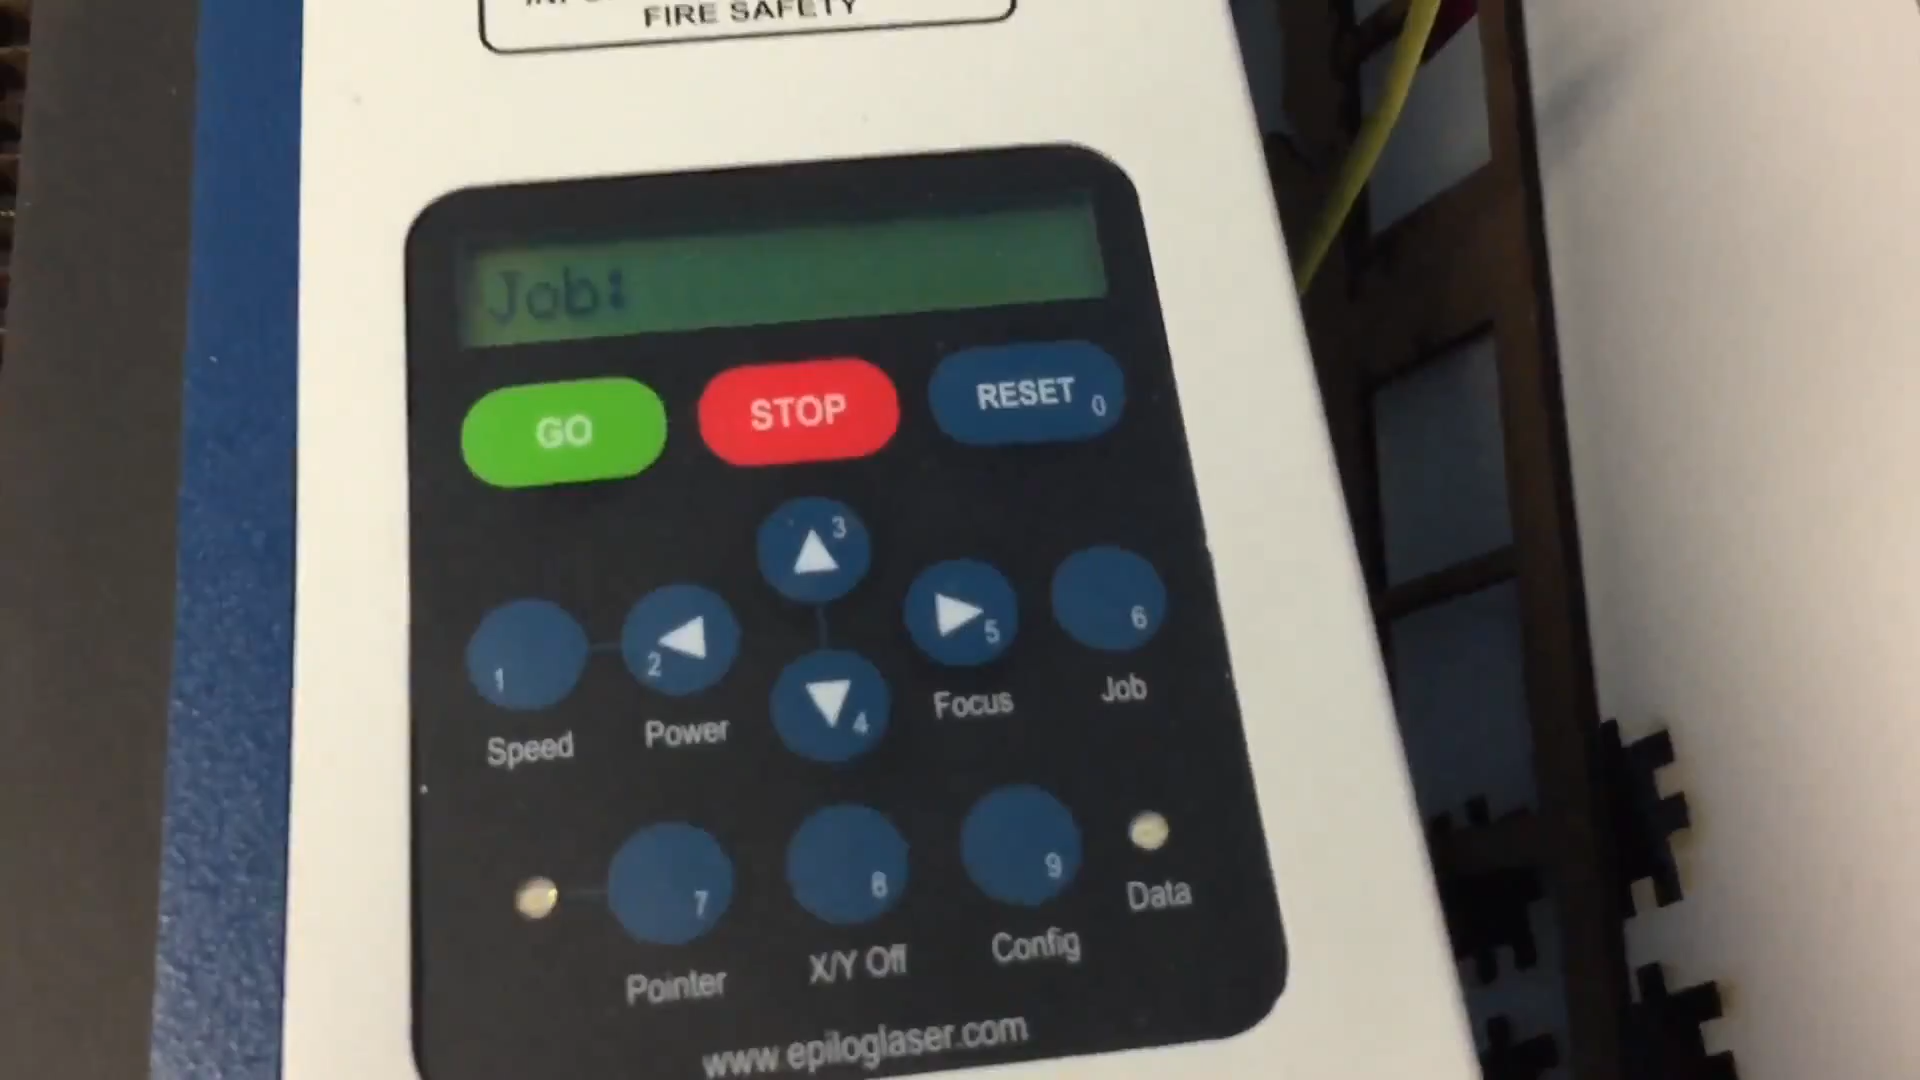 FIRE SAFETY
Job:
GO
STOP
RESET 0
3
1
2
5
6
4
Speed
Power
Focus
Job
7
8
9
Pointer
X/Y Off
Config
Data
www.epiloglaser.com